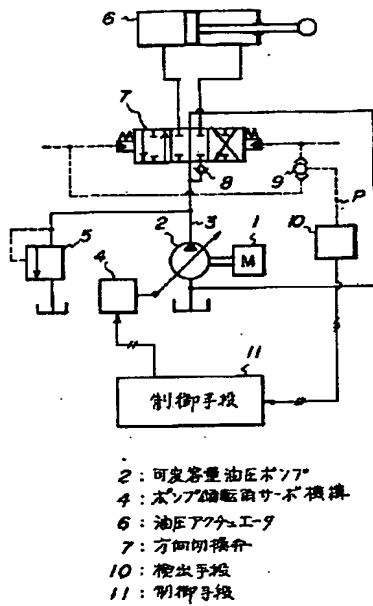 6
7
8
9
P
3
2
1
M
5
4
10
11
制御手段
2：可変容量油圧ポンプ
4：ポンプ傾転角サーボ機構
6：油圧アクチュエータ
7：方向切換弁
10：検出手段
11：制御手段